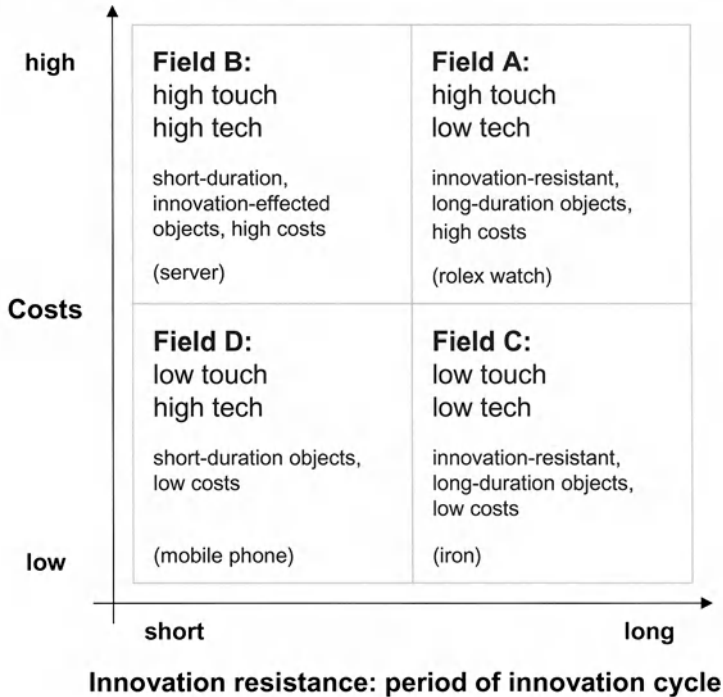 high
Field B:
high touch
high tech
short-duration,
innovation-effected
objects, high costs
(server)
Field A:
high touch
low tech
innovation-resistant,
long-duration objects,
high costs
(rolex watch)
Costs
Field D:
low touch
high tech
short-duration objects,
low costs
(mobile phone)
Field C:
low touch
low tech
innovation-resistant,
long-duration objects,
low costs
(iron)
low
short
long
Innovation resistance: period of innovation cycle